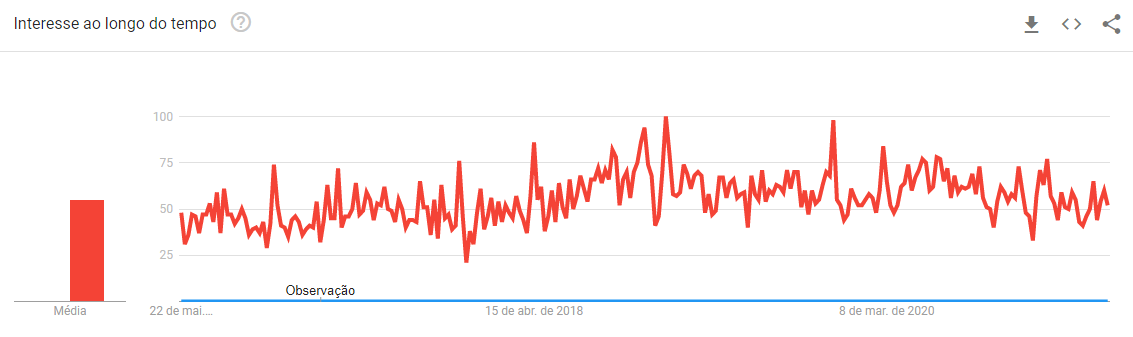 Interesse ao longo do tempo
100
75
50
25
Observação
Média
22 de mai....
15 de abr. de 2018
8 de mar. de 2020